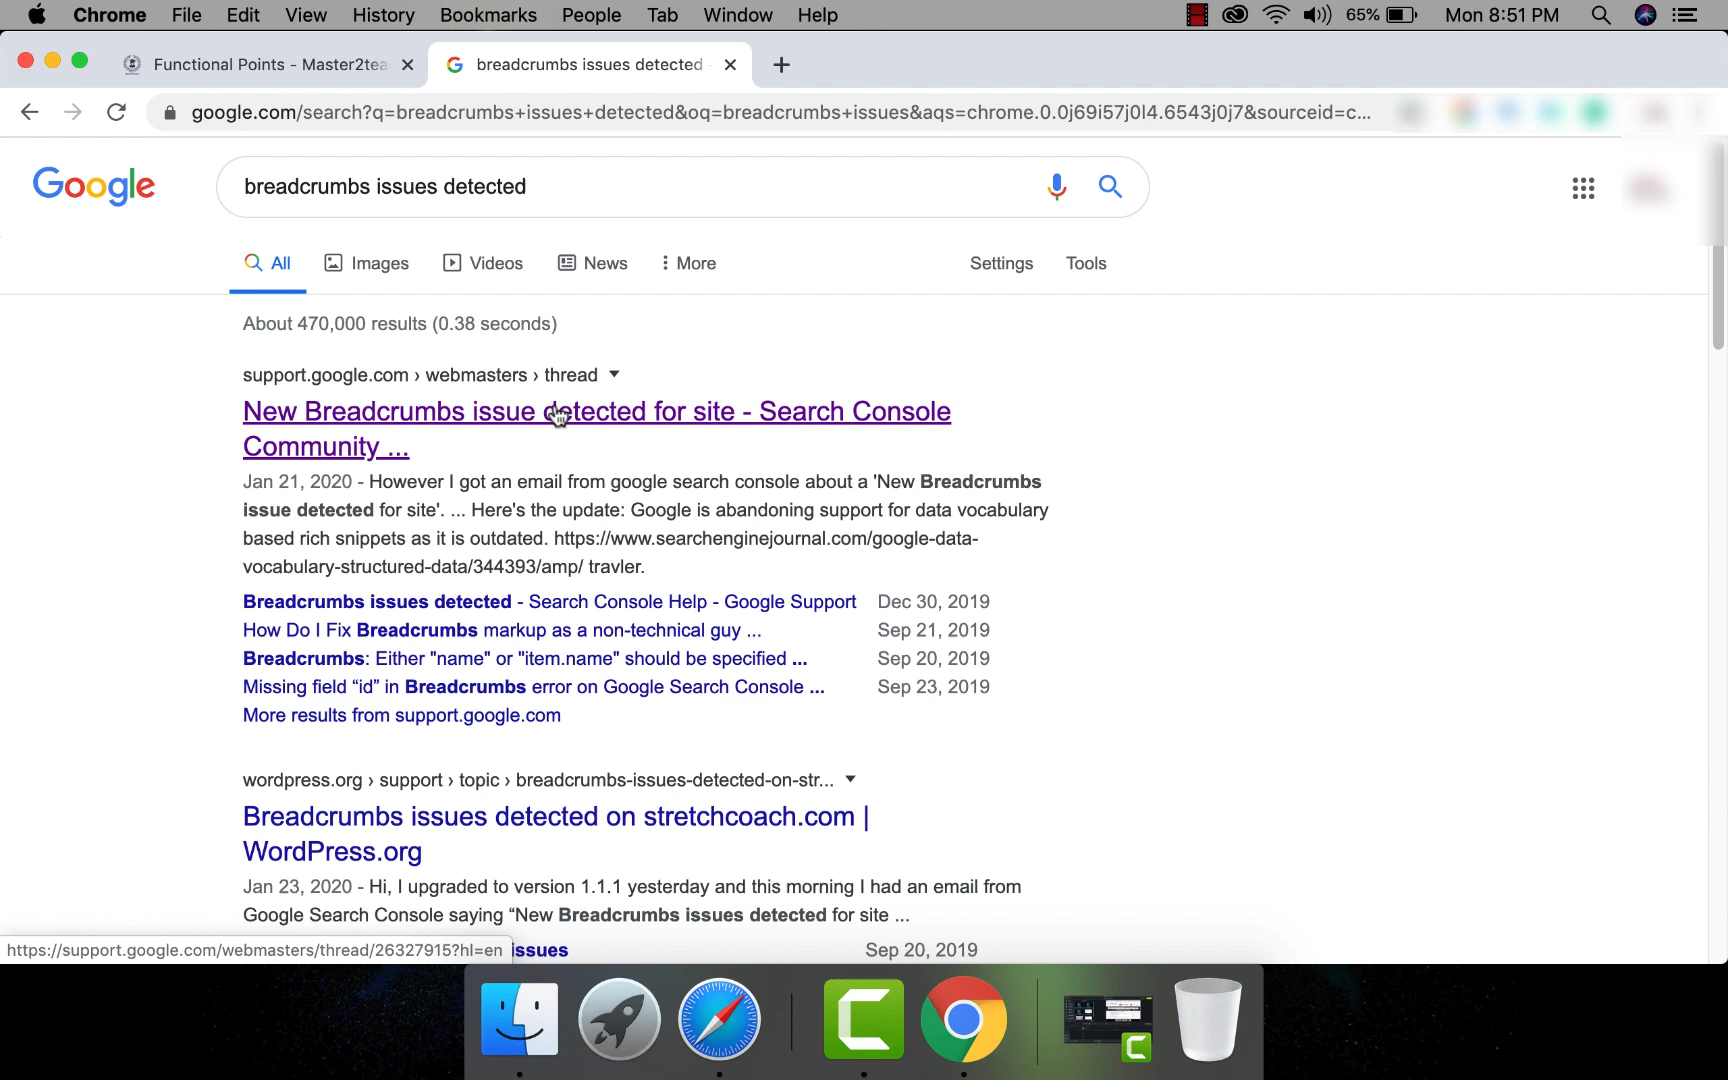 Chrome File Edit View History Bookmarks People Tab Window Help 65% Mon 8:51 PM
Functional Points - Master2tea breadcrumbs issues detected
google.com/search?q=breadcrumbs+issues+detected&oq=breadcrumbs+issues&aqs=chrome.0.0j69i57j0l4.6543j0j7&sourceid=c...
Google breadcrumbs issues detected
All Images Videos News More Settings Tools
About 470,000 results (0.38 seconds)
support.google.com › webmasters › thread
New Breadcrumbs issue detected for site - Search Console
Community ...
Jan 21, 2020 - However I got an email from google search console about a 'New Breadcrumbs
issue detected for site'. ... Here's the update: Google is abandoning support for data vocabulary
based rich snippets as it is outdated. https://www.searchenginejournal.com/google-data-
vocabulary-structured-data/344393/amp/ travler.
Breadcrumbs issues detected - Search Console Help - Google Support Dec 30, 2019
How Do I Fix Breadcrumbs markup as a non-technical guy ... Sep 21, 2019
Breadcrumbs: Either "name" or "item.name" should be specified ... Sep 20, 2019
Missing field “id” in Breadcrumbs error on Google Search Console ... Sep 23, 2019
More results from support.google.com
wordpress.org › support › topic › breadcrumbs-issues-detected-on-str...
Breadcrumbs issues detected on stretchcoach.com |
WordPress.org
Jan 23, 2020 - Hi, I upgraded to version 1.1.1 yesterday and this morning I had an email from
Google Search Console saying “New Breadcrumbs issues detected for site ...
https://support.google.com/webmasters/thread/26327915?hl=en issues Sep 20, 2019